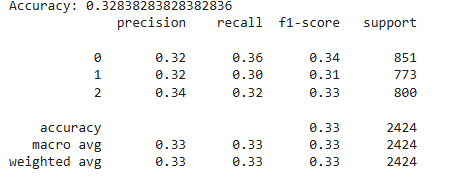 Accuracy: 0.32838283828382836
precision recall f1-score support
0 0.32 0.36 0.34 851
1 0.32 0.30 0.31 773
2 0.34 0.32 0.33 800
accuracy 0.33 2424
macro avg 0.33 0.33 0.33 2424
weighted avg 0.33 0.33 0.33 2424